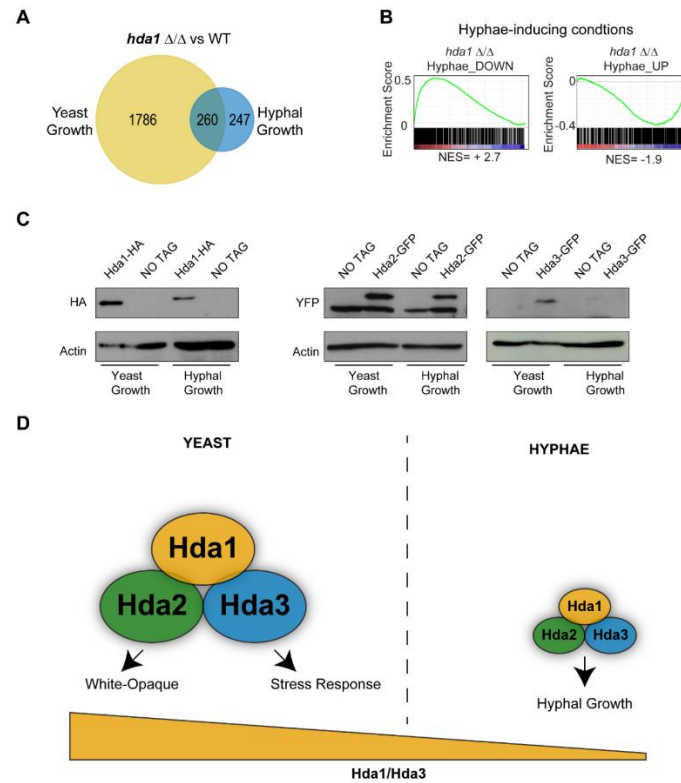 A
hda1 Δ/Δ vs WT
Yeast
Growth
1786
260
247
Hyphal
Growth
B
Hyphae-inducing condtions
hda1 Δ/Δ
Hyphae_DOWN
hda1 Δ/Δ
Hyphae_UP
Enrichment Score
0.5
0
NES= + 2.7
Enrichment Score
0
-0.4
NES= -1.9
C
Hda1-HA
NO TAG
Hda1-HA
NO TAG
HA
Actin
Yeast
Growth
Hyphal
Growth
NO TAG
Hda2-GFP
NO TAG
Hda2-GFP
YFP
Actin
Yeast
Growth
Hyphal
Growth
NO TAG
Hda3-GFP
NO TAG
Hda3-GFP
Yeast
Growth
Hyphal
Growth
D
YEAST
HYPHAE
Hda1
Hda2
Hda3
White-Opaque
Stress Response
Hda1
Hda2
Hda3
Hyphal Growth
Hda1/Hda3